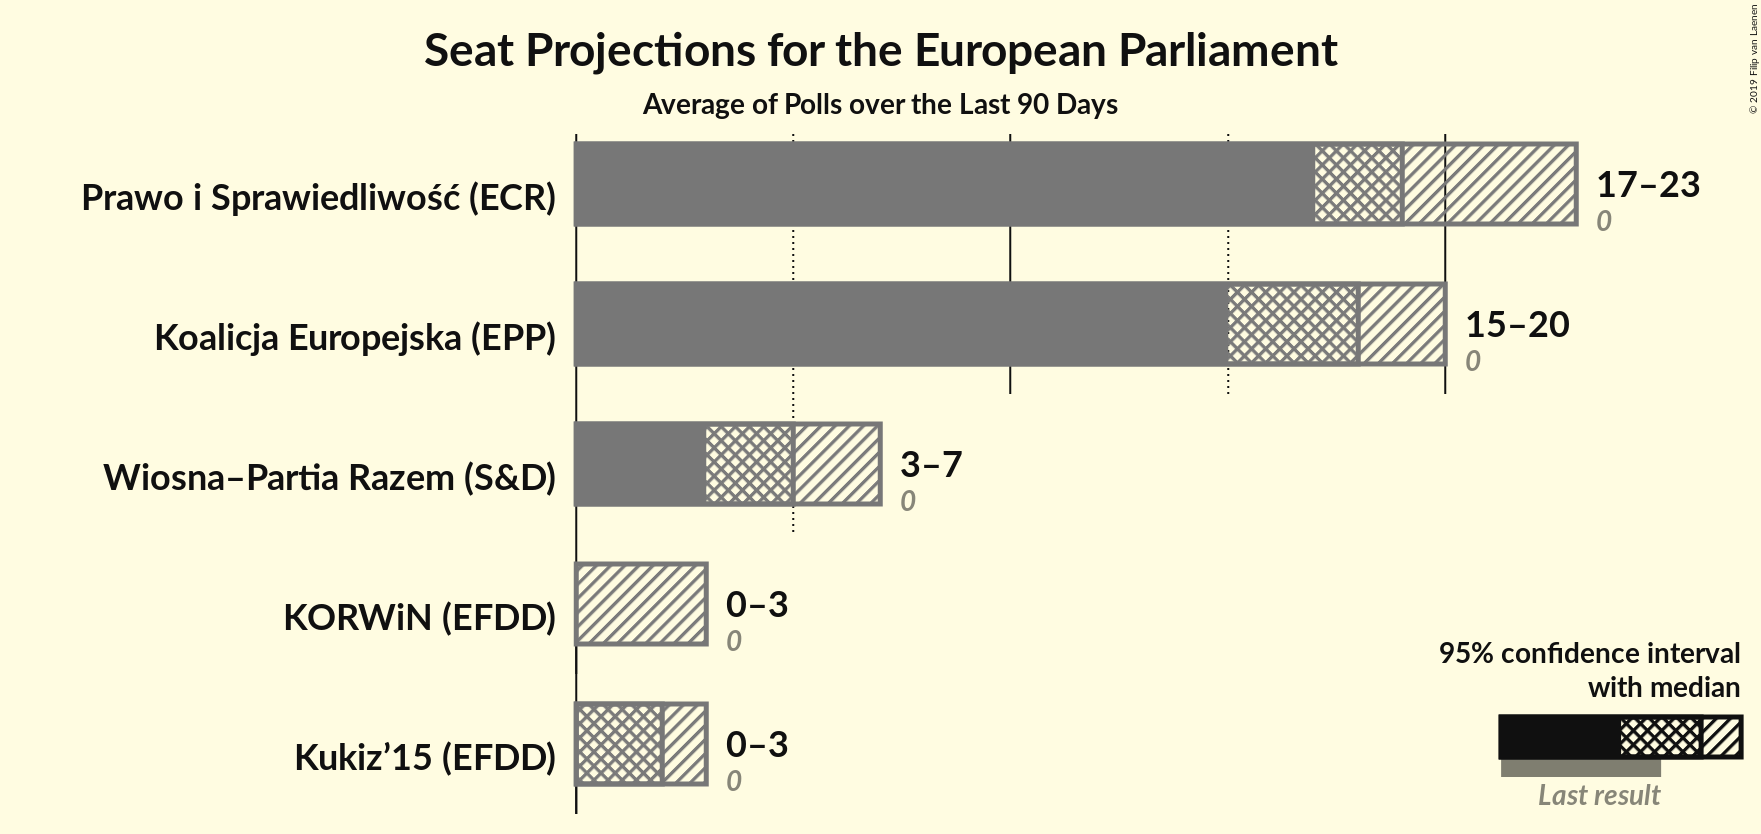 Seat Projections for the European Parliament
Average of Polls over the Last 90 Days
© 2019 Filip van Laenen
Prawo i Sprawiedliwość (ECR)
17–23
0
Koalicja Europejska (EPP)
15–20
0
Wiosna–Partia Razem (S&D)
3–7
0
KORWiN (EFDD)
0–3
0
Kukiz’15 (EFDD)
0–3
0
95% confidence interval
with median
Last result